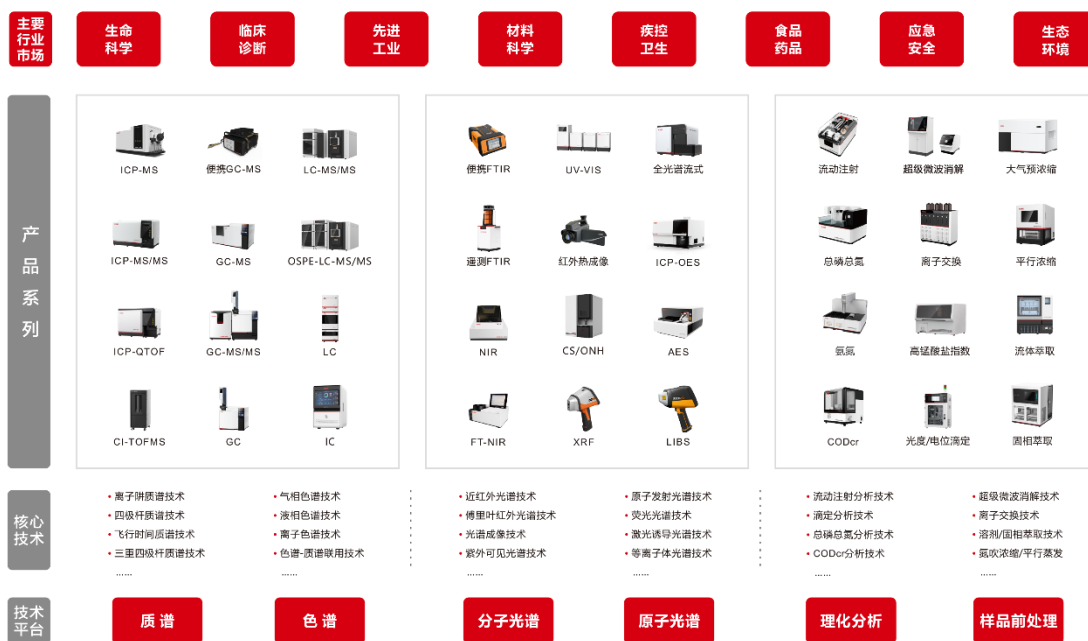 主要
行业
市场
生命
科学
临床
诊断
先进
工业
材料
科学
疾控
卫生
食品
药品
应急
安全
生态
环境
产品系列
ICP-MS
便携GC-MS
LC-MS/MS
ICP-MS/MS
GC-MS
OSPE-LC-MS/MS
ICP-QTOF
GC-MS/MS
LC
CI-TOFMS
GC
IC
便携FTIR
UV-VIS
全光谱流式
遥测FTIR
红外热成像
ICP-OES
NIR
CS/ONH
AES
FT-NIR
XRF
LIBS
流动注射
超级微波消解
大气预浓缩
总磷总氮
离子交换
平行浓缩
氨氮
高锰酸盐指数
流体萃取
CODcr
光度/电位滴定
固相萃取
核心
技术
• 离子阱质谱技术
• 四极杆质谱技术
• 飞行时间质谱技术
• 三重四极杆质谱技术
......
• 气相色谱技术
• 液相色谱技术
• 离子色谱技术
• 色谱-质谱联用技术
......
• 近红外光谱技术
• 傅里叶红外光谱技术
• 光谱成像技术
• 紫外可见光谱技术
......
• 原子发射光谱技术
• 荧光光谱技术
• 激光诱导光谱技术
• 等离子体光谱技术
......
• 流动注射分析技术
• 滴定分析技术
• 总磷总氮分析技术
• CODcr分析技术
......
• 超级微波消解技术
• 离子交换技术
• 溶剂/固相萃取技术
• 氮吹浓缩/平行蒸发
......
技术
平台
质谱
色谱
分子光谱
原子光谱
理化分析
样品前处理